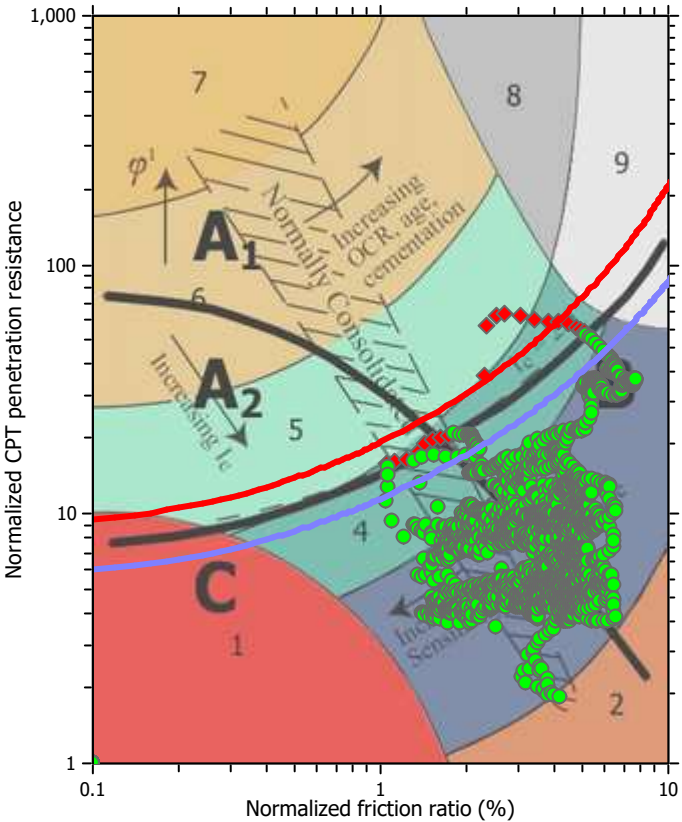 1,000
100
10
1
0.1
1
10
Normalized CPT penetration resistance
Normalized friction ratio (%)
7
8
9
φ'
A1
6
Normally Consolidated
Increasing
OCR, age,
cementation
A2
Increasing Ic
5
Ic
4
C
1
2